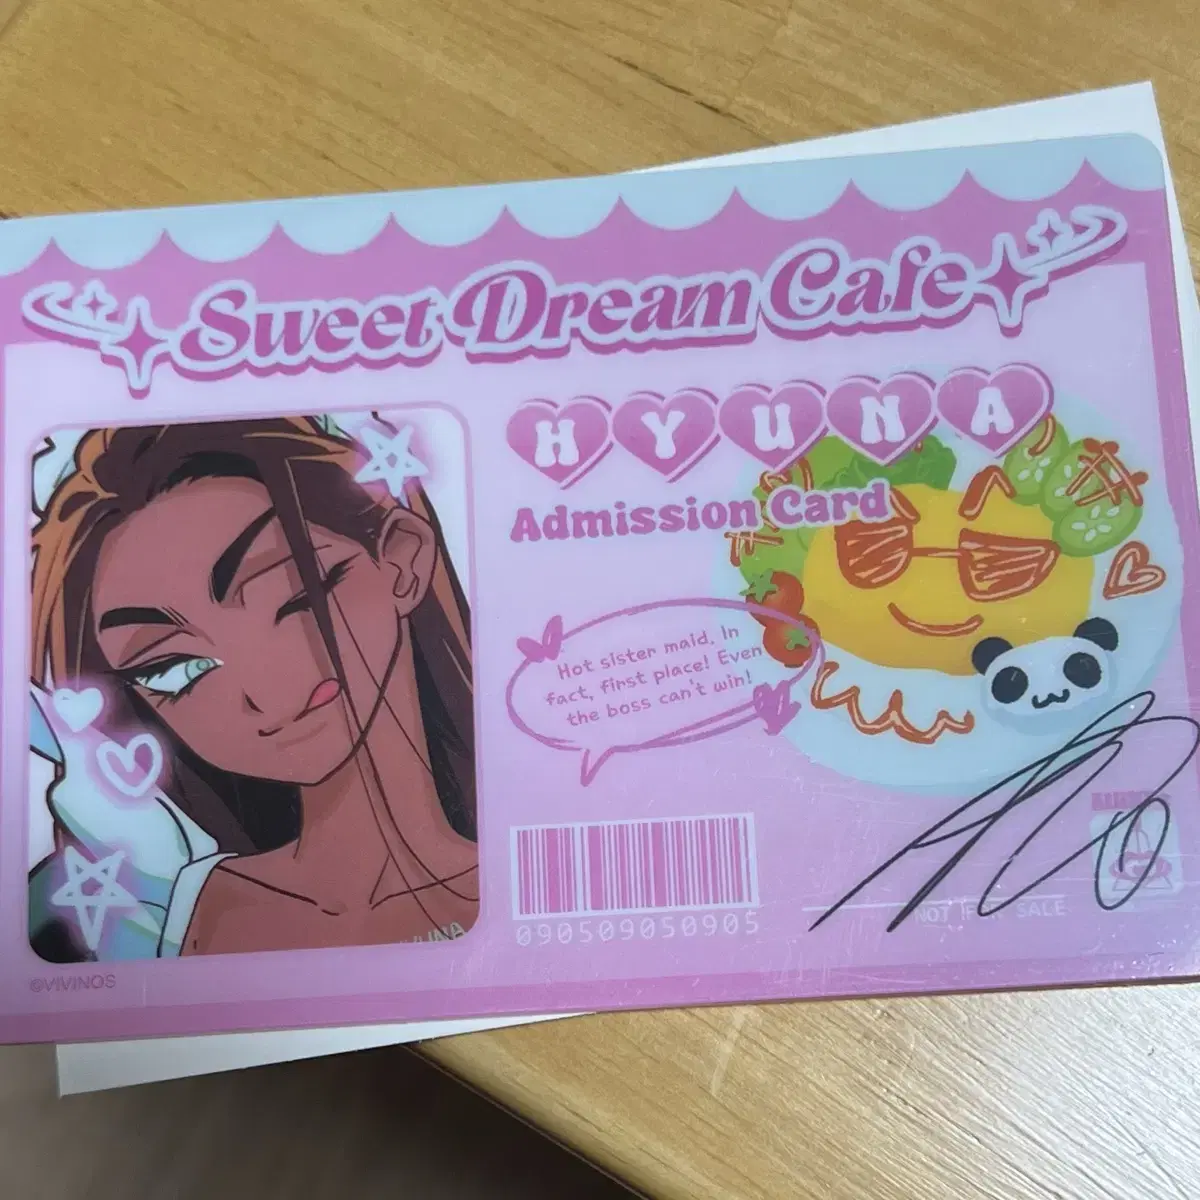 Sweet Dream Cafe
HYUNA
Admission Card
Hot sister maid. In
fact, first place! Even
the boss can't win!
090509050905
NOT FOR SALE
©VIVINOS